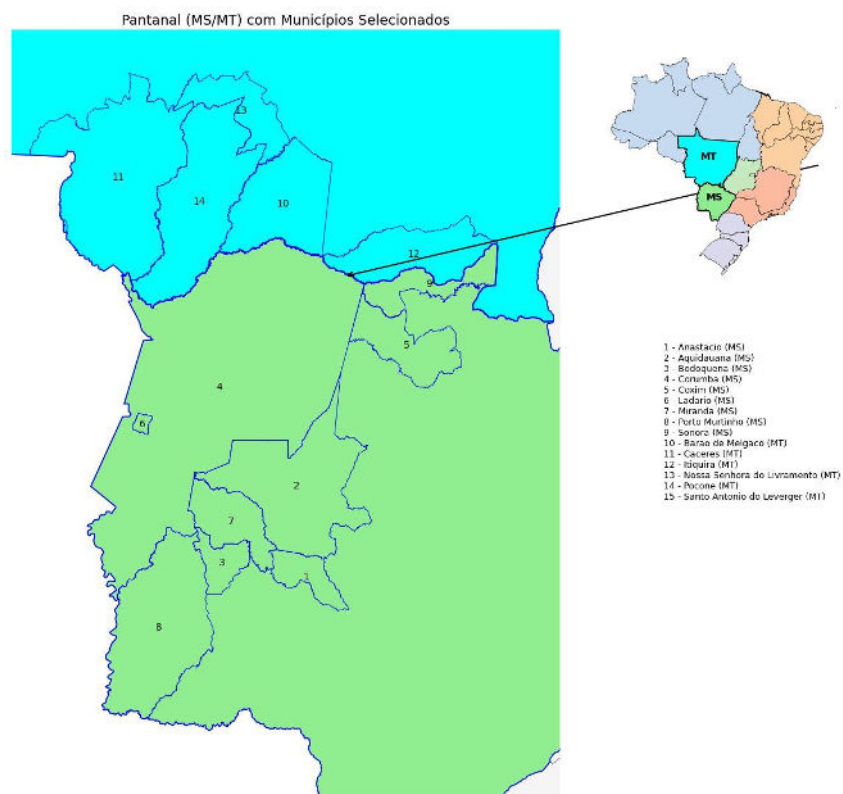 Pantanal (MS/MT) com Municípios Selecionados
13
11
14
10
12
9
5
4
6
2
7
3
1
8
MT
MS
1 - Anastacio (MS)
2 - Aquidauana (MS)
3 - Bodoquena (MS)
4 - Corumba (MS)
5 - Coxim (MS)
6 - Ladario (MS)
7 - Miranda (MS)
8 - Porto Murtinho (MS)
9 - Sonora (MS)
10 - Barao de Melgaco (MT)
11 - Caceres (MT)
12 - Itiquira (MT)
13 - Nossa Senhora do Livramento (MT)
14 - Pocone (MT)
15 - Santo Antonio do Leverger (MT)